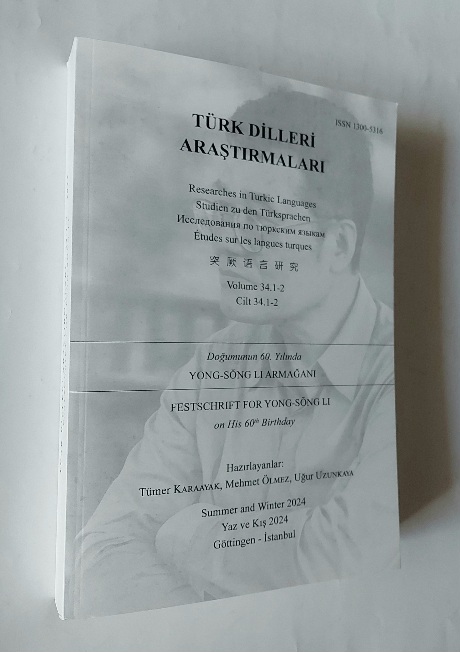 ISSN 1300-5316
TÜRK DİLLERİ
ARAŞTIRMALARI
Researches in Turkic Languages
Studien zu den Türksprachen
Исследования по тюркским языкам
Études sur les langues turques
突厥语言研究
Volume 34.1-2
Cilt 34.1-2
Doğumunun 60. Yılında
YONG-SŎNG LI ARMAĞANI
FESTSCHRIFT FOR YONG-SŎNG LI
on His 60th Birthday
Hazırlayanlar:
Tümer KARAAYAK, Mehmet ÖLMEZ, Uğur UZUNKAYA
Summer and Winter 2024
Yaz ve Kış 2024
Göttingen - İstanbul